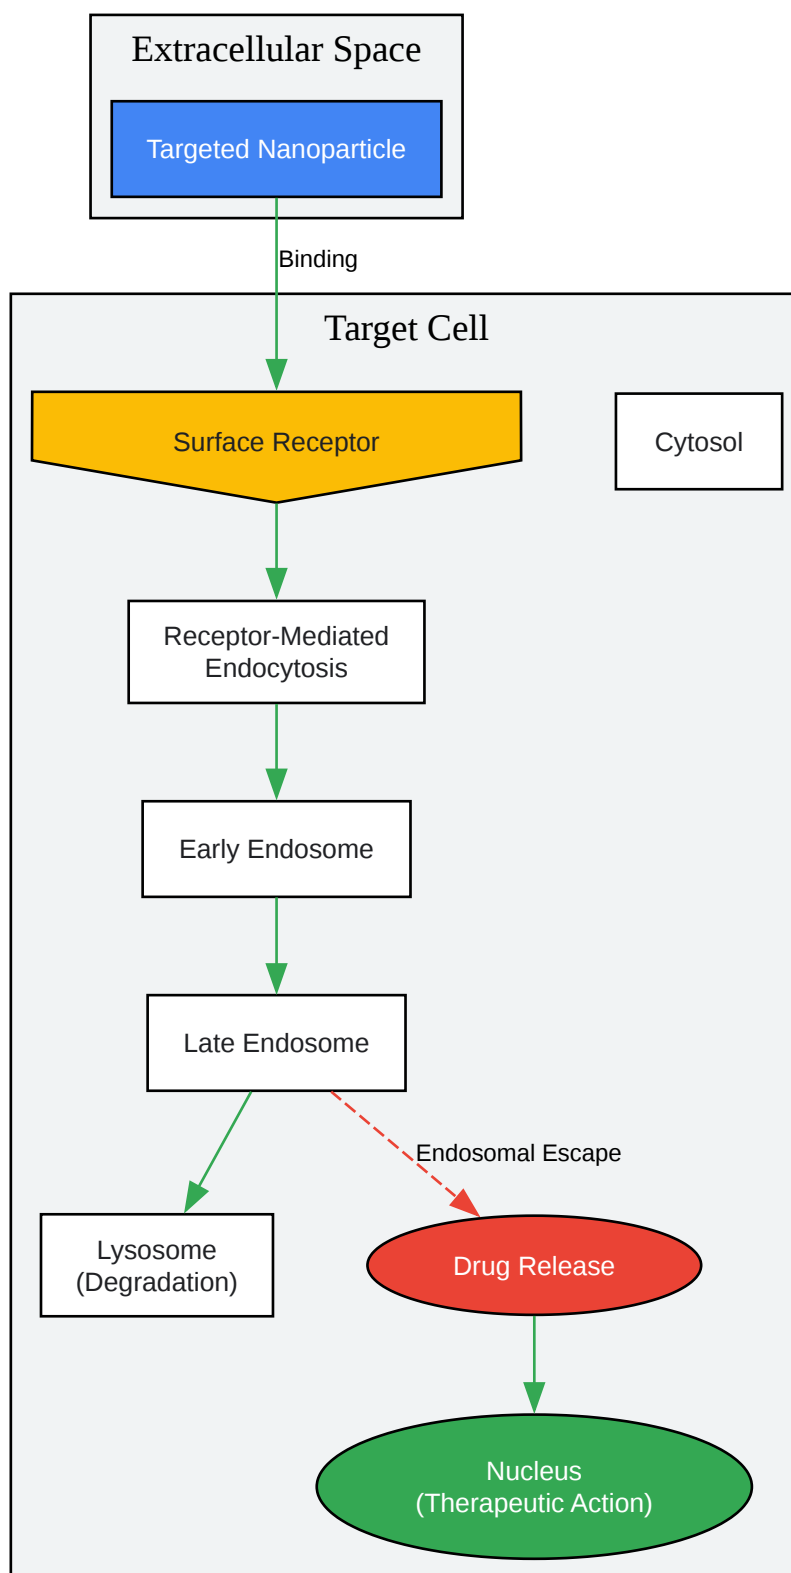 Extracellular Space
Targeted Nanoparticle
Binding
Target Cell
Surface Receptor
Cytosol
Receptor-Mediated
Endocytosis
Early Endosome
Late Endosome
Endosomal Escape
Lysosome
(Degradation)
Drug Release
Nucleus
(Therapeutic Action)